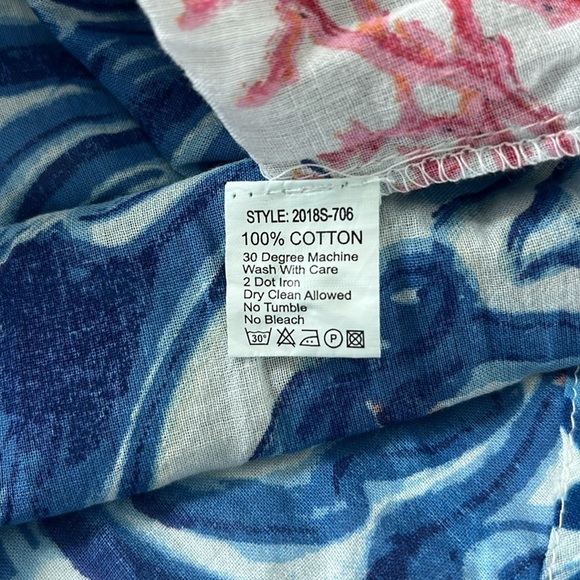 STYLE: 2018S-706
100% COTTON
30 Degree Machine
Wash With Care
2 Dot Iron
Dry Clean Allowed
No Tumble
No Bleach
30° P